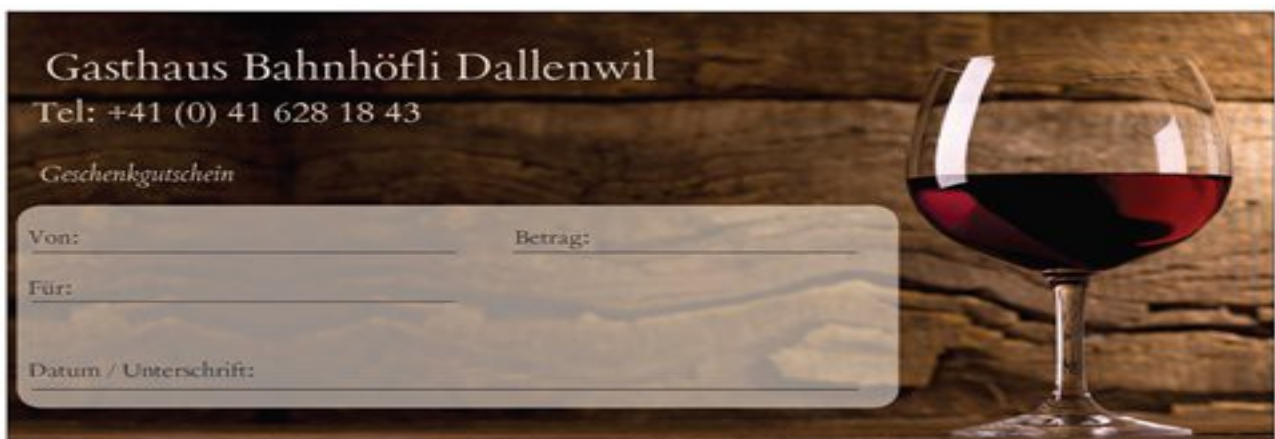 Gasthaus Bahnhöfli Dallenwil
Tel: +41 (0) 41 628 18 43
Geschenkgutschein
Von:
Betrag:
Für:
Datum / Unterschrift: